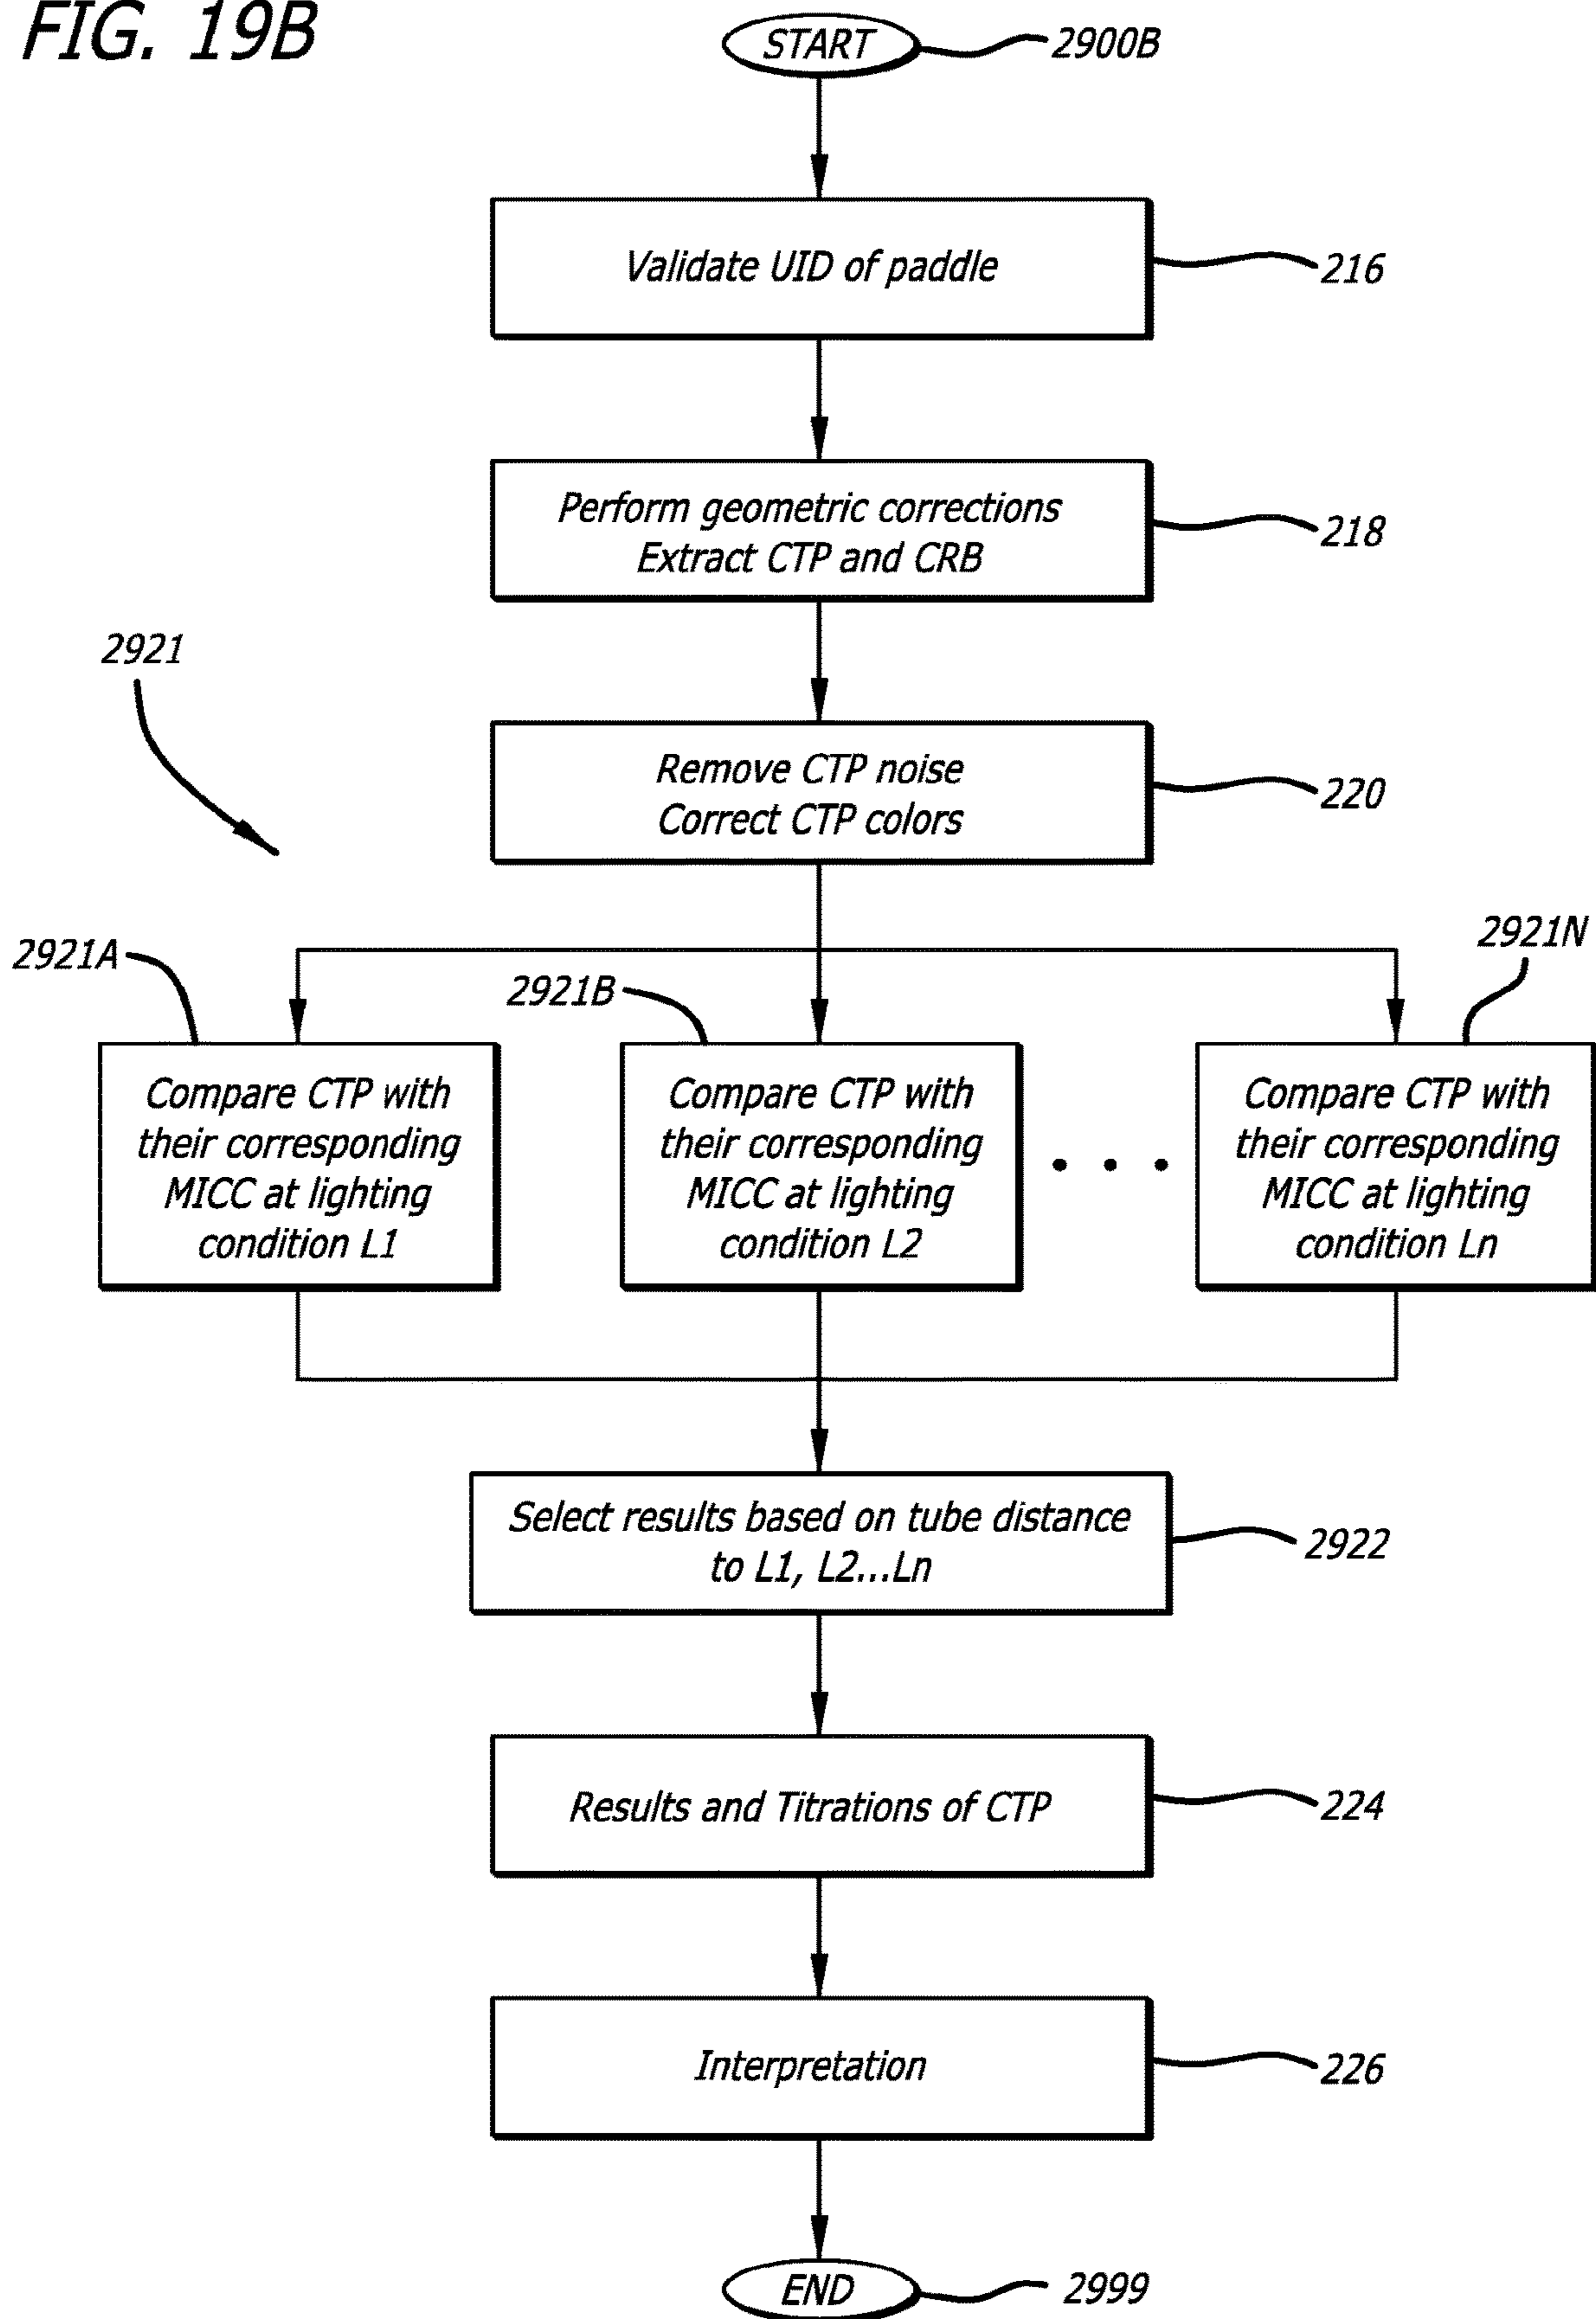 FIG. 19B
START
2900B
Validate UID of paddle
216
Perform geometric corrections
Extract CTP and CRB
218
2921
Remove CTP noise
Correct CTP colors
220
2921A
2921B
2921N
Compare CTP with
their corresponding
MICC at lighting
condition L1
Compare CTP with
their corresponding
MICC at lighting
condition L2
• • •
Compare CTP with
their corresponding
MICC at lighting
condition Ln
Select results based on tube distance
to L1, L2...Ln
2922
Results and Titrations of CTP
224
Interpretation
226
END
2999